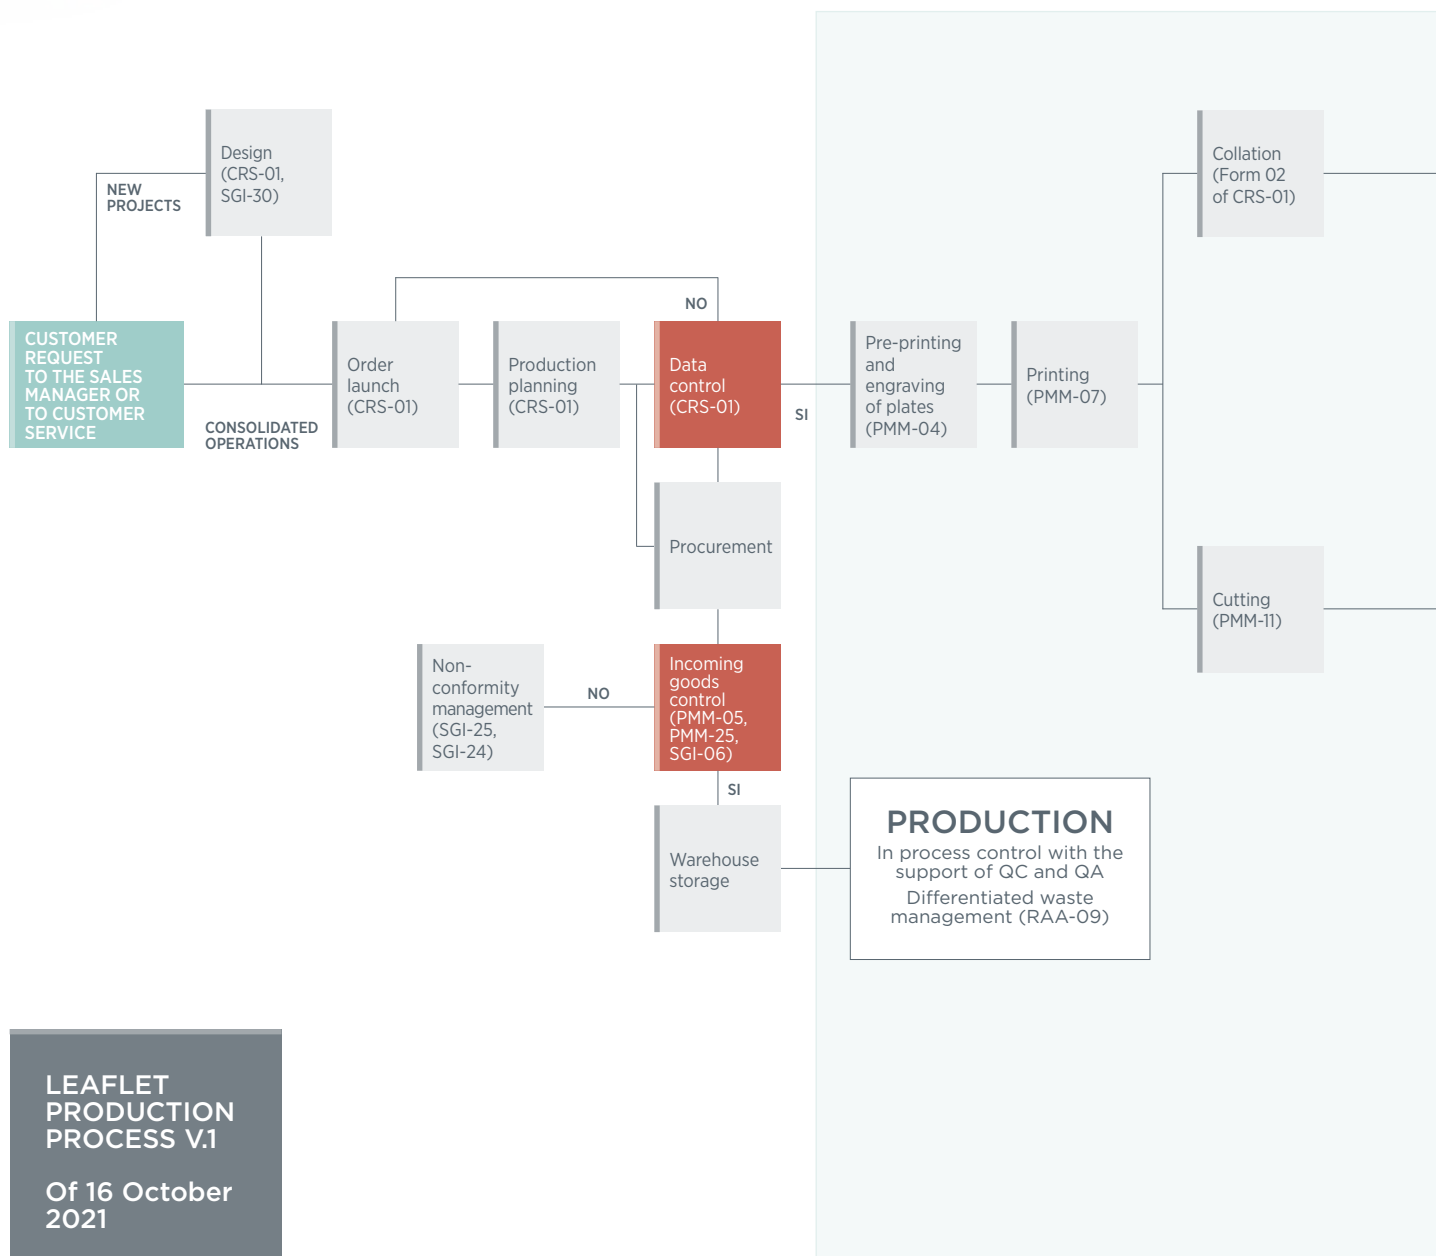 Design
(CRS-01,
SGI-30)
NEW
PROJECTS
Collation
(Form 02
of CRS-01)
NO
CUSTOMER
REQUEST
TO THE SALES
MANAGER OR
TO CUSTOMER
SERVICE
CONSOLIDATED
OPERATIONS
Order
launch
(CRS-01)
Production
planning
(CRS-01)
Data
control
(CRS-01)
SI
Pre-printing
and
engraving
of plates
(PMM-04)
Printing
(PMM-07)
Procurement
Cutting
(PMM-11)
Non-
conformity
management
(SGI-25,
SGI-24)
NO
Incoming
goods
control
(PMM-05,
PMM-25,
SGI-06)
SI
Warehouse
storage
PRODUCTION
In process control with the
support of QC and QA
Differentiated waste
management (RAA-09)
LEAFLET
PRODUCTION
PROCESS V.1
Of 16 October
2021